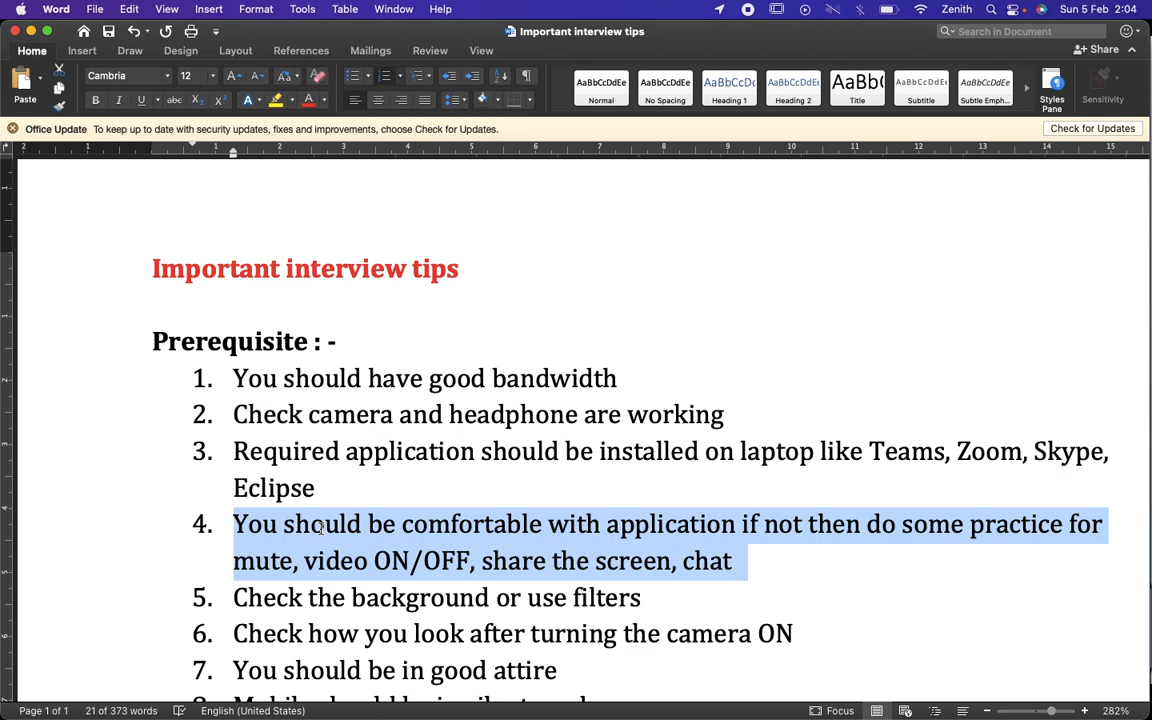 Word File Edit View Insert Format Tools Table Window Help Zenith Sun 5 Feb 2:04
Important interview tips Search in Document
Home Insert Draw Design Layout References Mailings Review View Share
Paste Cambria 12
AaBbCcDdEe AaBbCcDdEe AaBbCcDc AaBbCcDdEe AaBb( AaBbCcDdEe AaBbCcDdEe
Normal No Spacing Heading 1 Heading 2 Title Subtitle Subtle Emph... Styles Pane Sensitivity
Office Update To keep up to date with security updates, fixes and improvements, choose Check for Updates. Check for Updates
Important interview tips
Prerequisite : -
1. You should have good bandwidth
2. Check camera and headphone are working
3. Required application should be installed on laptop like Teams, Zoom, Skype,
Eclipse
4. You should be comfortable with application if not then do some practice for
mute, video ON/OFF, share the screen, chat
5. Check the background or use filters
6. Check how you look after turning the camera ON
7. You should be in good attire
Page 1 of 1 21 of 373 words English (United States) Focus 282%